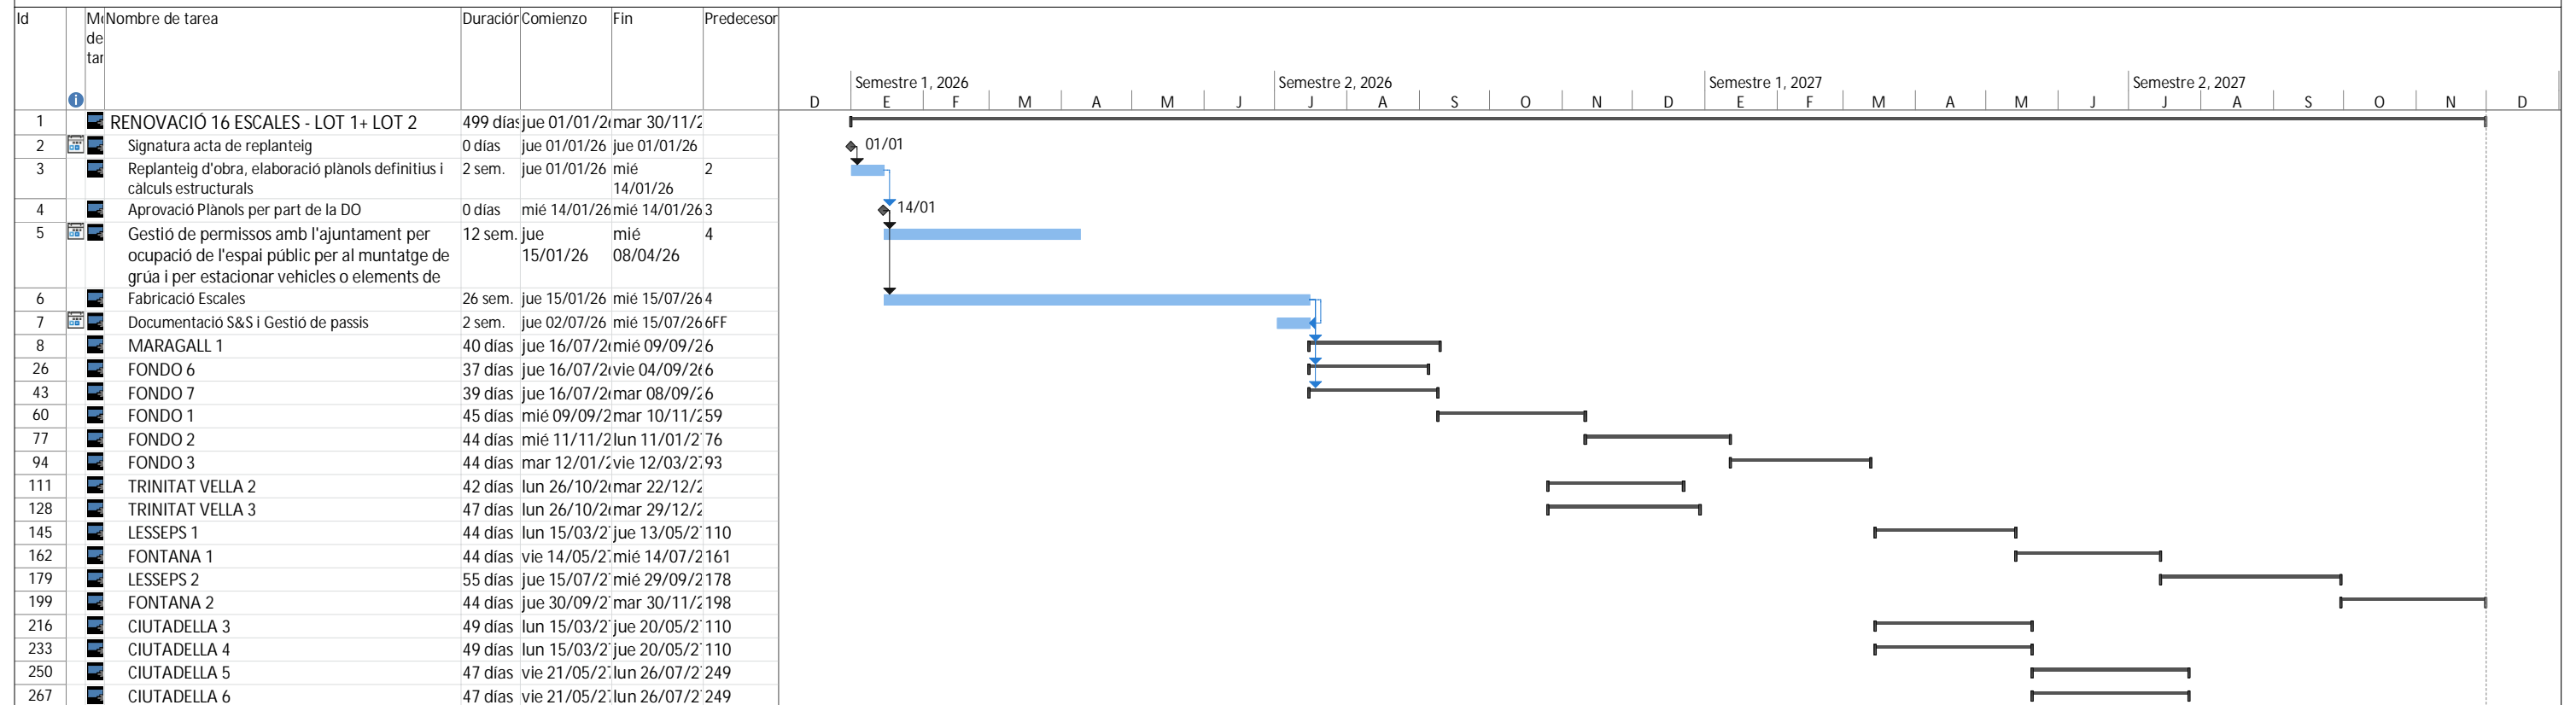 Id
Mo
de
tar
Nombre de tarea
Duración
Comienzo
Fin
Predecesor
Semestre 1, 2026
Semestre 2, 2026
Semestre 1, 2027
Semestre 2, 2027
D E F M A M J J A S O N D E F M A M J J A S O N D
1 RENOVACIÓ 16 ESCALES - LOT 1+ LOT 2 499 días jue 01/01/26 mar 30/11/2
2 Signatura acta de replanteig 0 días jue 01/01/26 jue 01/01/26 01/01
3 Replanteig d'obra, elaboració plànols definitius i 2 sem. jue 01/01/26 mié 2
càlculs estructurals 14/01/26
4 Aprovació Plànols per part de la DO 0 días mié 14/01/26 mié 14/01/26 3 14/01
5 Gestió de permissos amb l'ajuntament per 12 sem. jue mié 4
ocupació de l'espai públic per al muntatge de 15/01/26 08/04/26
grúa i per estacionar vehicles o elements de
6 Fabricació Escales 26 sem. jue 15/01/26 mié 15/07/26 4
7 Documentació S&S i Gestió de passis 2 sem. jue 02/07/26 mié 15/07/26 6FF
8 MARAGALL 1 40 días jue 16/07/2 mié 09/09/2 6
26 FONDO 6 37 días jue 16/07/2 vie 04/09/26 6
43 FONDO 7 39 días jue 16/07/2 mar 08/09/2 6
60 FONDO 1 45 días mié 09/09/2 mar 10/11/2 59
77 FONDO 2 44 días mié 11/11/2 lun 11/01/27 76
94 FONDO 3 44 días mar 12/01/2 vie 12/03/27 93
111 TRINITAT VELLA 2 42 días lun 26/10/2 mar 22/12/2
128 TRINITAT VELLA 3 47 días lun 26/10/2 mar 29/12/2
145 LESSEPS 1 44 días lun 15/03/2 jue 13/05/2 110
162 FONTANA 1 44 días vie 14/05/2 mié 14/07/2 161
179 LESSEPS 2 55 días jue 15/07/2 mié 29/09/2 178
199 FONTANA 2 44 días jue 30/09/2 mar 30/11/2 198
216 CIUTADELLA 3 49 días lun 15/03/2 jue 20/05/2 110
233 CIUTADELLA 4 49 días lun 15/03/2 jue 20/05/2 110
250 CIUTADELLA 5 47 días vie 21/05/2 lun 26/07/2 249
267 CIUTADELLA 6 47 días vie 21/05/2 lun 26/07/2 249